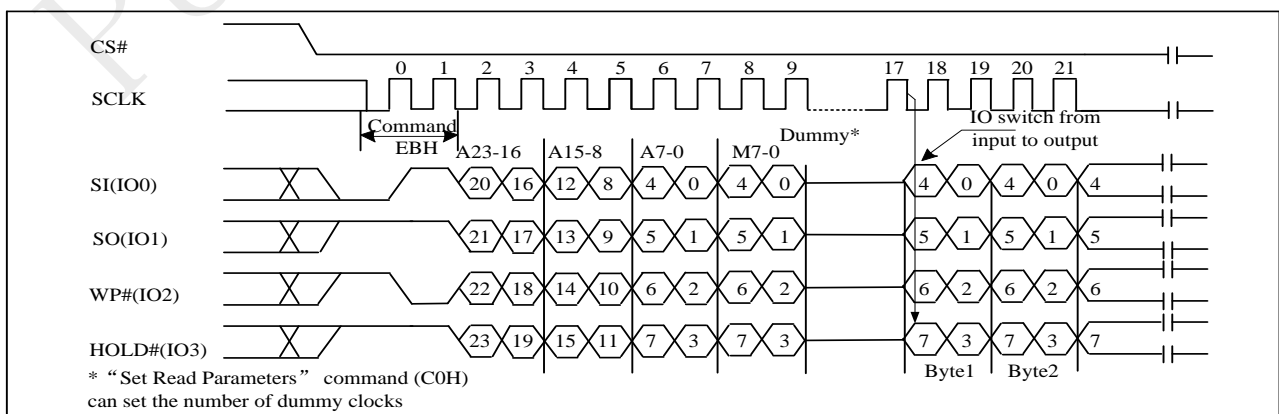 CS#
0 1 2 3 4 5 6 7 8 9 17 18 19 20 21
SCLK
Command
EBH
Dummy*
IO switch from
input to output
A23-16 A15-8 A7-0 M7-0
SI(IO0) 20 16 12 8 4 0 4 0 4 0 4 0 4
SO(IO1) 21 17 13 9 5 1 5 1 5 1 5 1 5
WP#(IO2) 22 18 14 10 6 2 6 2 6 2 6 2 6
HOLD#(IO3) 23 19 15 11 7 3 7 3 7 3 7 3 7
Byte1 Byte2
* “Set Read Parameters” command (C0H)
can set the number of dummy clocks